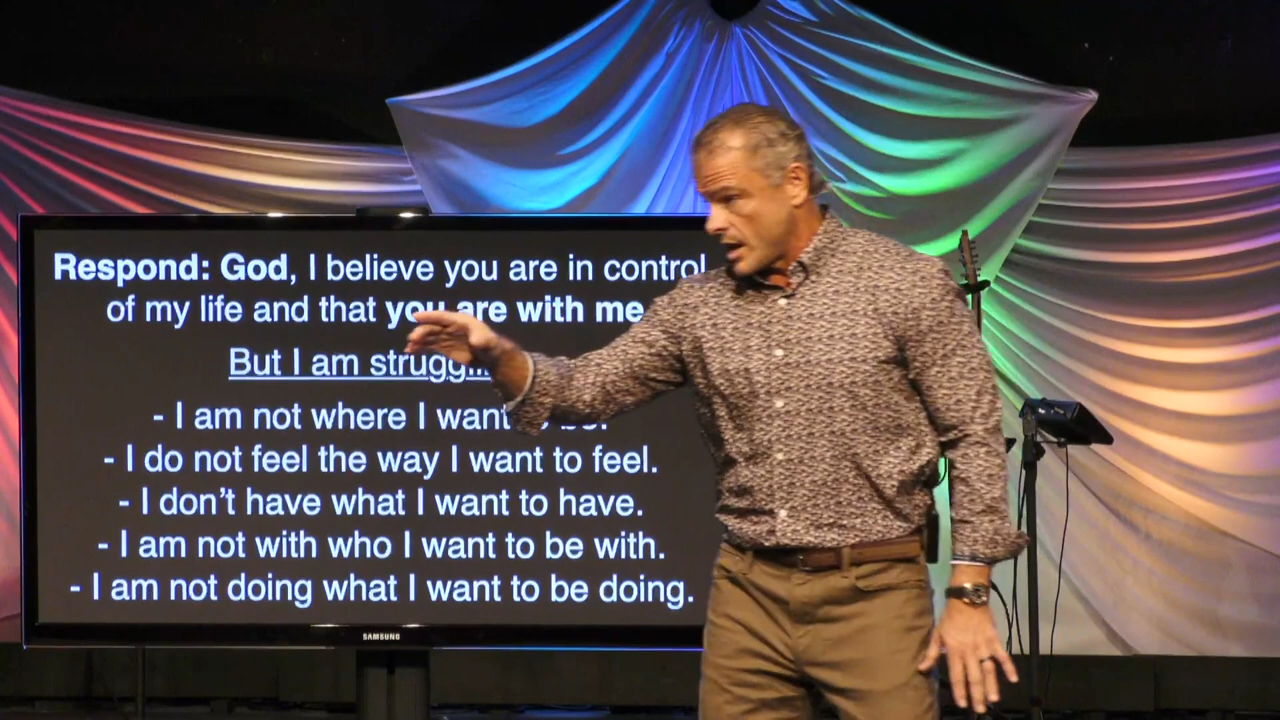 Respond: God, I believe you are in control
of my life and that you are with me
But I am
- I am not where I want
- I do not feel the way I want to feel.
- I don’t have what I want to have.
- I am not with who I want to be with.
- I am not doing what I want to be doing.
SAMSUNG